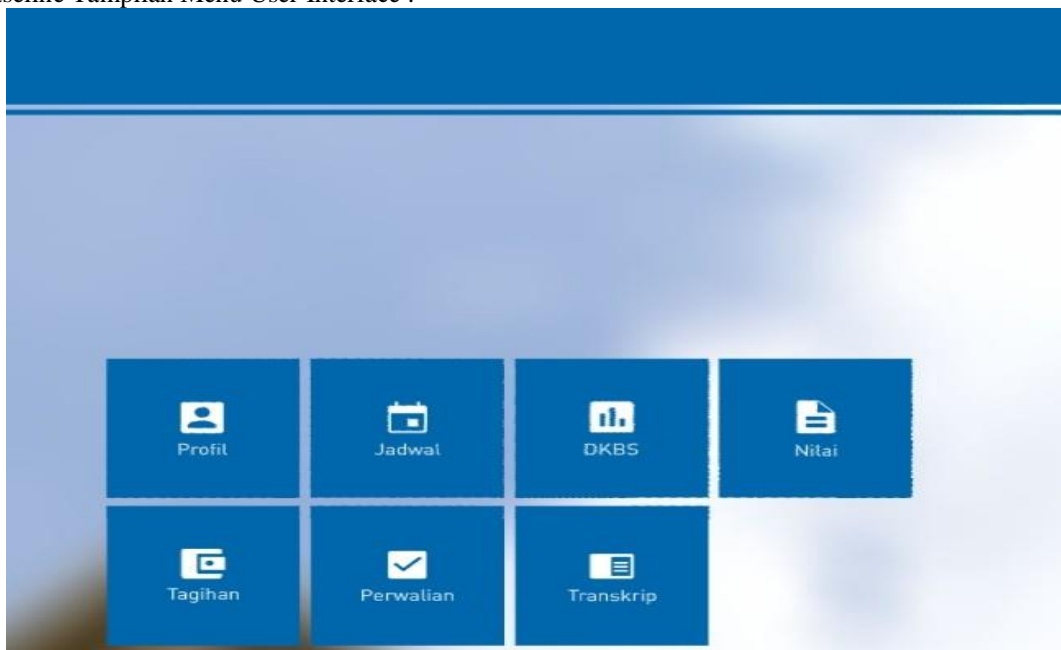 Tampilan Menu User Interface :
Profil
Jadwal
DKBS
Nilai
Tagihan
Perwalian
Transkrip